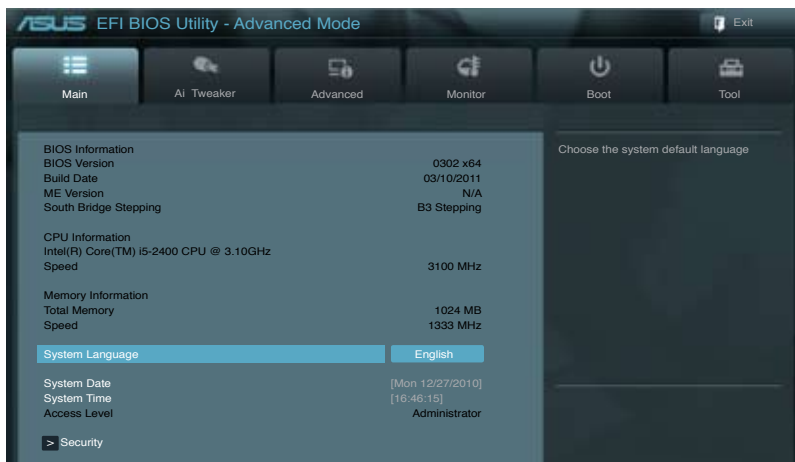 ASUS EFI BIOS Utility - Advanced Mode
Exit
Main Ai Tweaker Advanced Monitor Boot Tool
BIOS Information
BIOS Version 0302 x64
Build Date 03/10/2011
ME Version N/A
South Bridge Stepping B3 Stepping
CPU Information
Intel(R) Core(TM) i5-2400 CPU @ 3.10GHz
Speed 3100 MHz
Memory Information
Total Memory 1024 MB
Speed 1333 MHz
System Language English
System Date [Mon 12/27/2010]
System Time [16:46:15]
Access Level Administrator
> Security
Choose the system default language